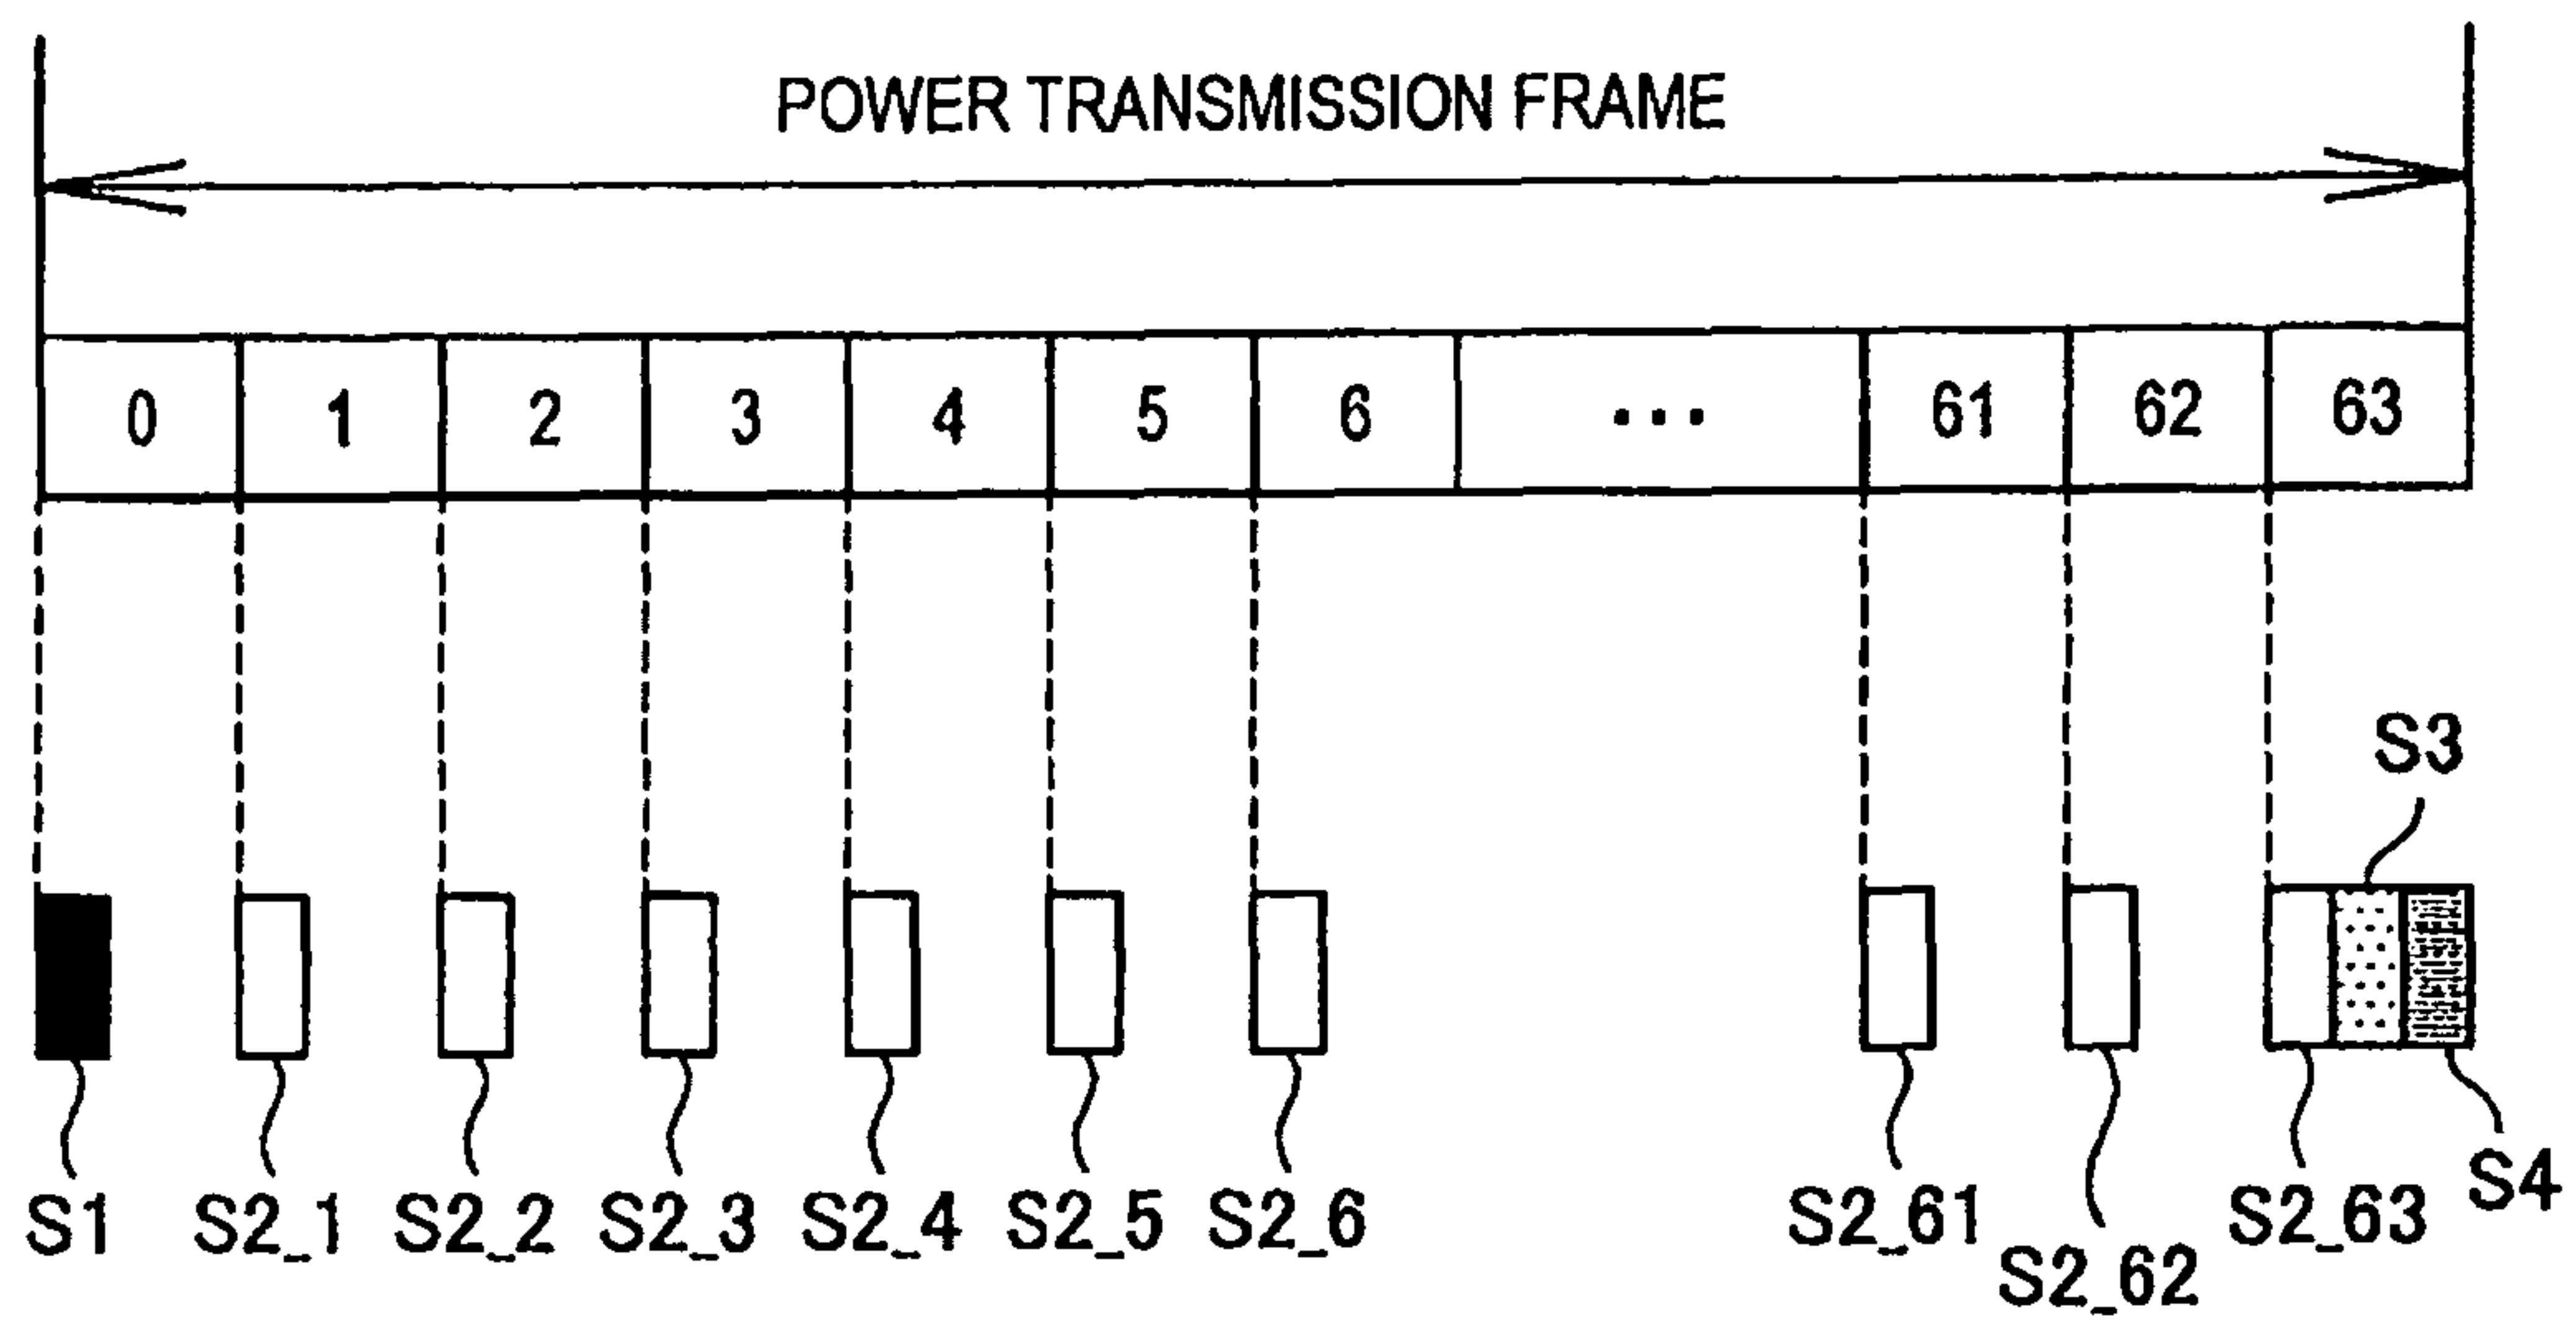 POWER TRANSMISSION FRAME
0 1 2 3 4 5 6 ... 61 62 63
S3
S1 S2_1 S2_2 S2_3 S2_4 S2_5 S2_6 S2_61 S2_62 S2_63 S4